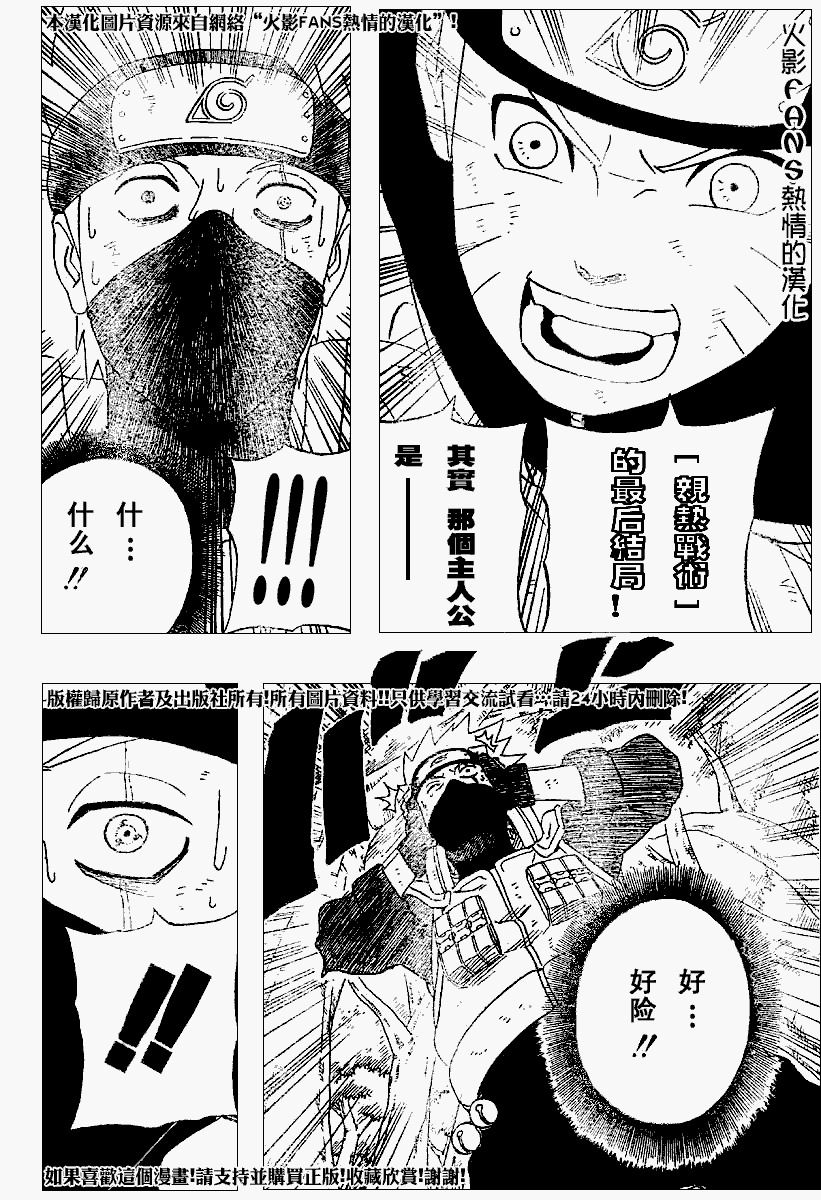 本漢化圖片資源來自網絡“火影FANS熱情的漢化”!
火影FANS熱情的漢化
[親熱戰術]
的最后結局!
其實 那個主人公
是——
!!!
什…
什么!!
版權歸原作者及出版社所有!所有圖片資料!!只供學習交流試看∴請24小時內刪除!
好…
好险!!
!!
如果喜歡這個漫畫!請支持並購買正版!收藏欣賞!謝謝!